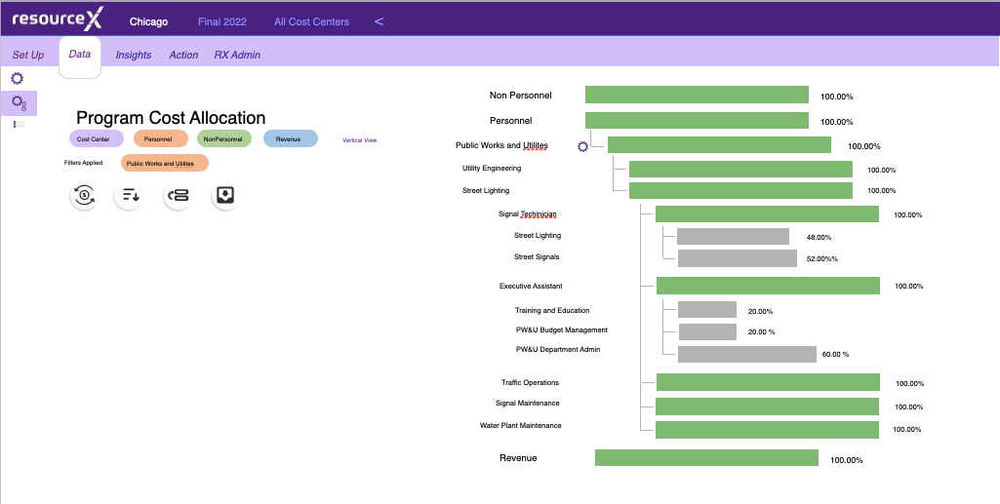 resourceX Chicago Final 2022 All Cost Centers <
Set Up Data Insights Action RX Admin
Program Cost Allocation
Cost Center Personnel NonPersonnel Revenue Vertical View
Filters Applied Public Works and Utilites
Non Personnel 100.00%
Personnel 100.00%
Public Works and Utilites 100.00%
Utility Engineering 100.00%
Street Lighting 100.00%
Signal Techinician 100.00%
Street Lighting 48.00%
Street Signals 52.00%%
Executive Assistant 100.00%
Training and Education 20.00%
PW&U Budget Management 20.00 %
PW&U Department Admin 60.00 %
Traffic Operations 100.00%
Signal Maintenance 100.00%
Water Plant Maintenance 100.00%
Revenue 100.00%